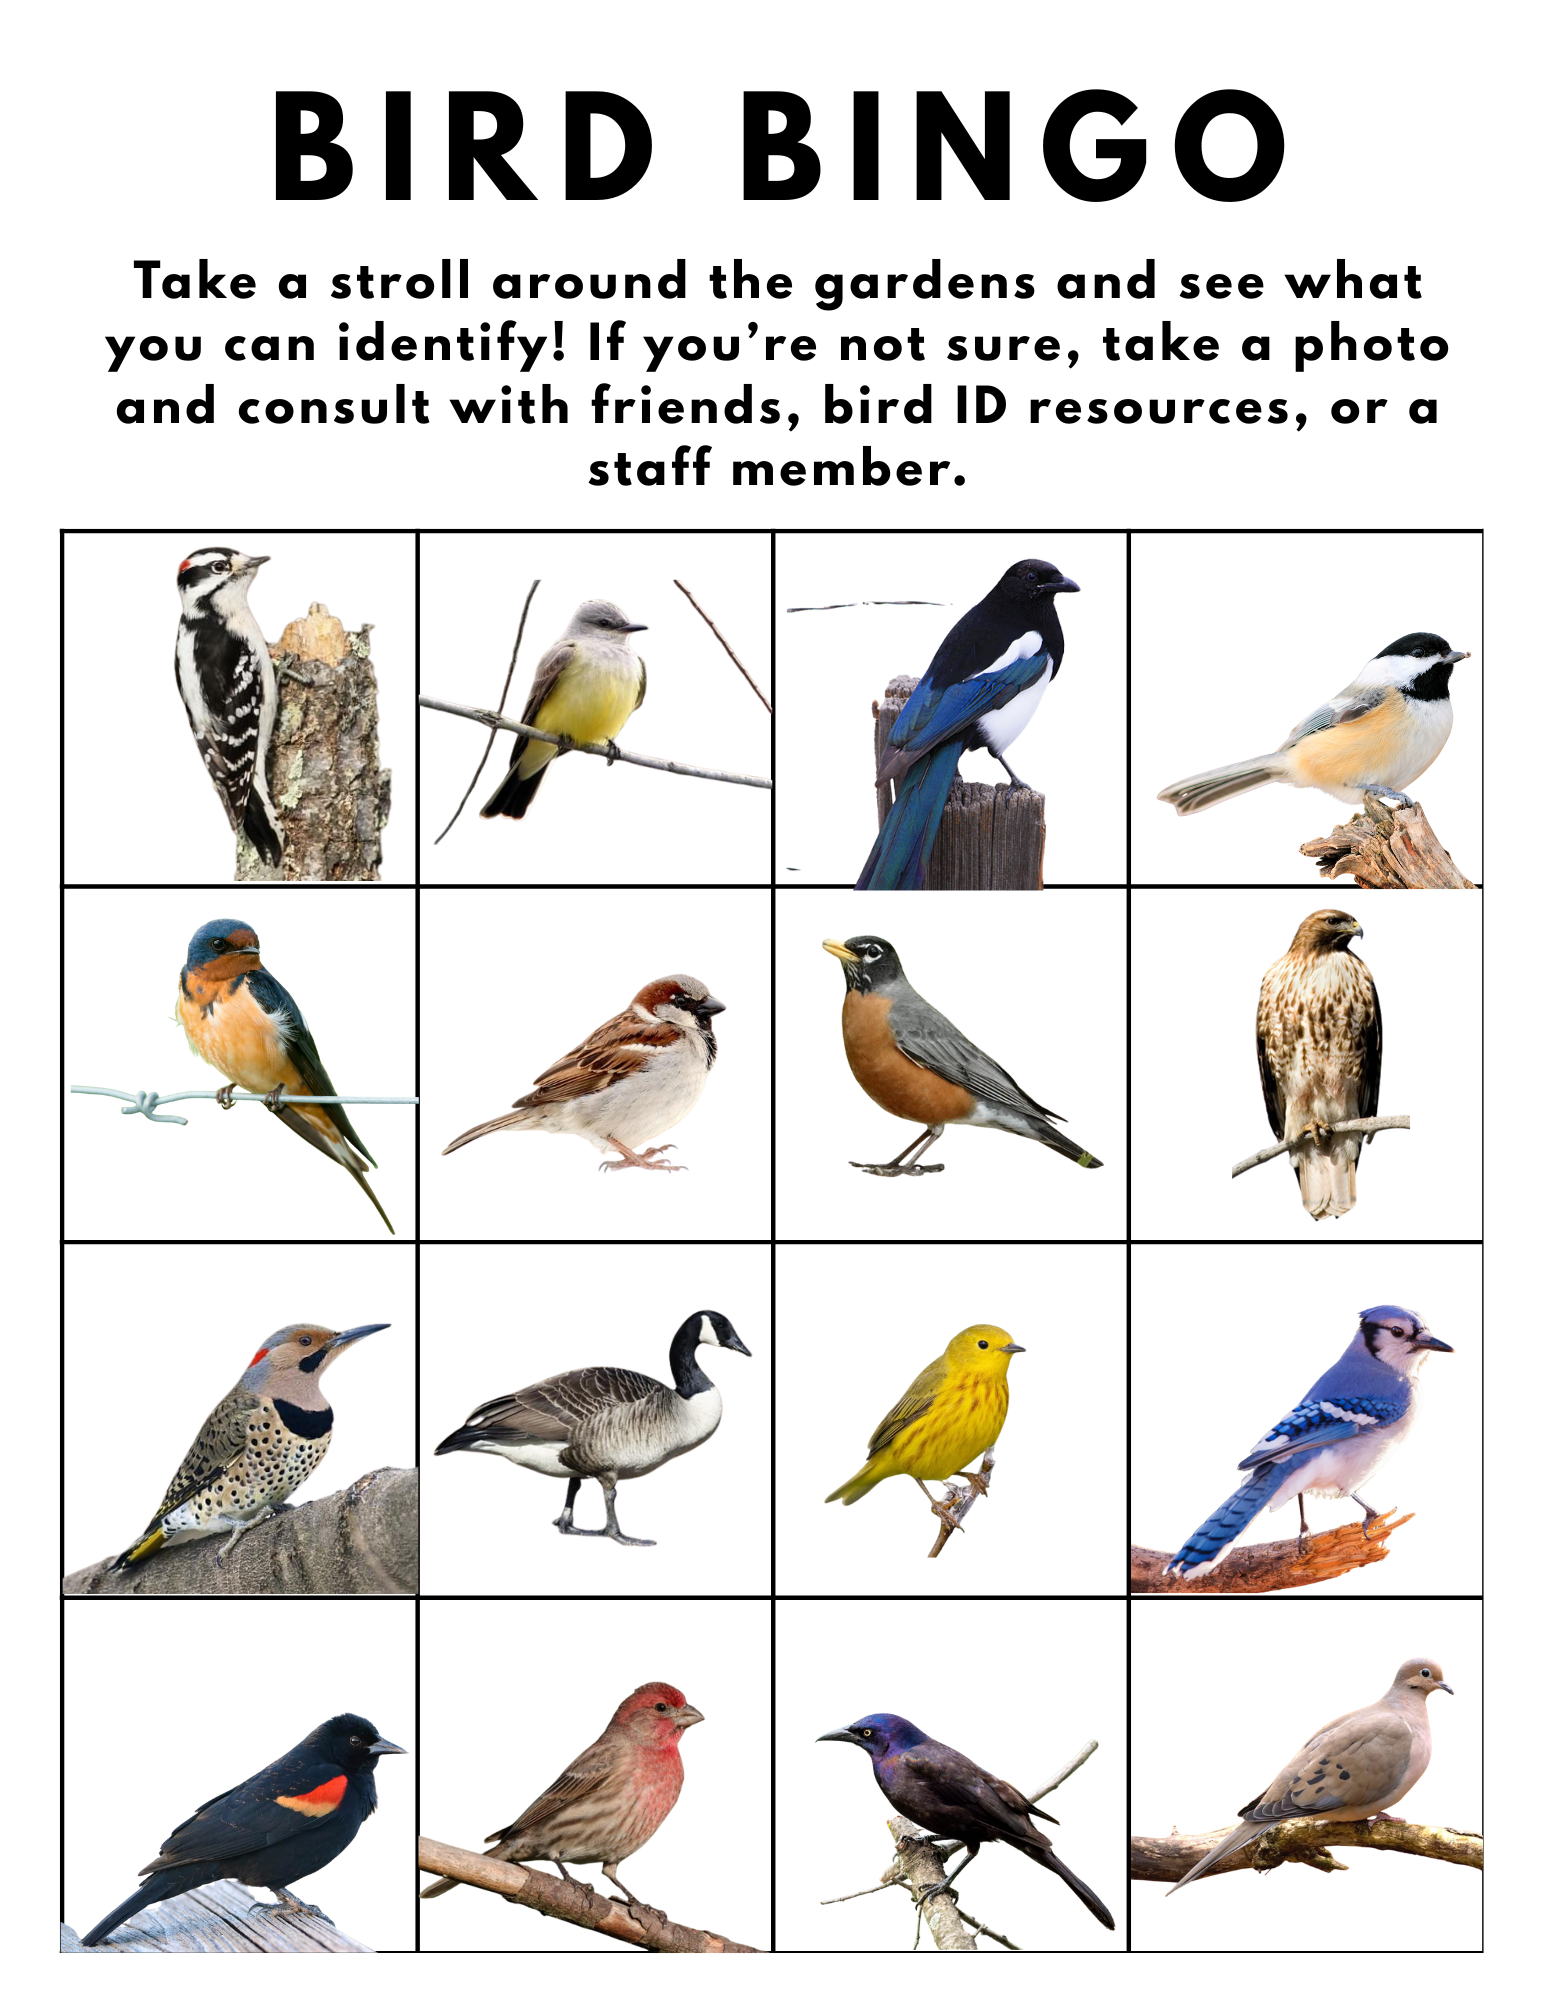 BIRD BINGO
Take a stroll around the gardens and see what
you can identify! If you’re not sure, take a photo
and consult with friends, bird ID resources, or a
staff member.